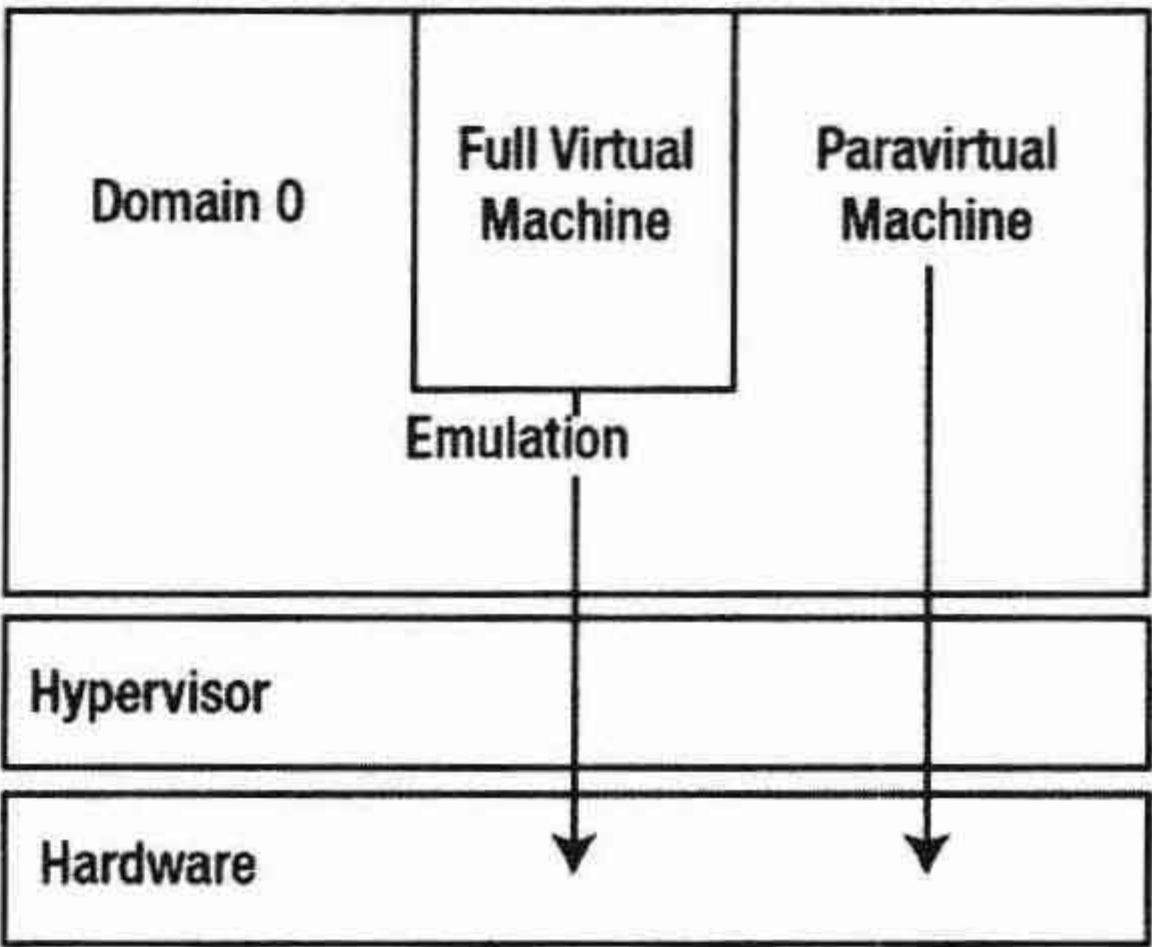 Domain 0
Full Virtual
Machine
Paravirtual
Machine
Emulation
Hypervisor
Hardware